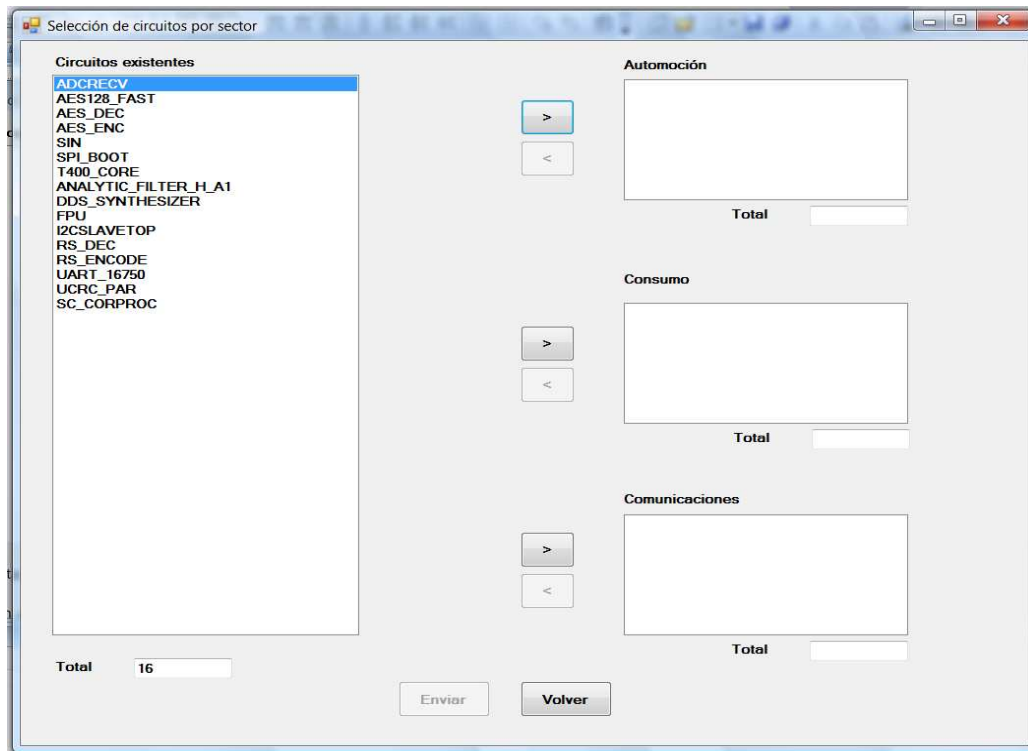 Selección de circuitos por sector
Circuitos existentes
ADCRECV
AES128_FAST
AES_DEC
AES_ENC
SIN
SPI_BOOT
T400_CORE
ANALYTIC_FILTER_H_A1
DDS_SYNTHESIZER
FPU
I2CSLAVETOP
RS_DEC
RS_ENCODE
UART_16750
UCRC_PAR
SC_CORPROC
Total 16
>
<
Automoción
Total
>
<
Consumo
Total
>
<
Comunicaciones
Total
Enviar
Volver